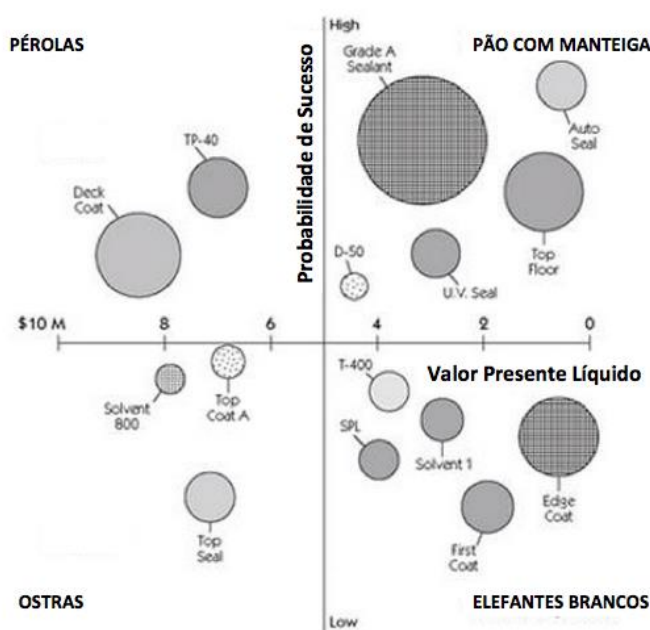 High
PÉROLAS
PÃO COM MANTEIGA
Probabilidade de Sucesso
Grade A
Sealant
Auto
Seal
TP-40
Deck
Coat
D-50
U.V. Seal
Top
Floor
$10 M
8
6
4
2
0
T-400
Valor Presente Líquido
Solvent
800
Top
Coat A
SPL
Solvent 1
Edge
Coat
Top
Seal
First
Coat
OSTRAS
ELEFANTES BRANCOS
Low